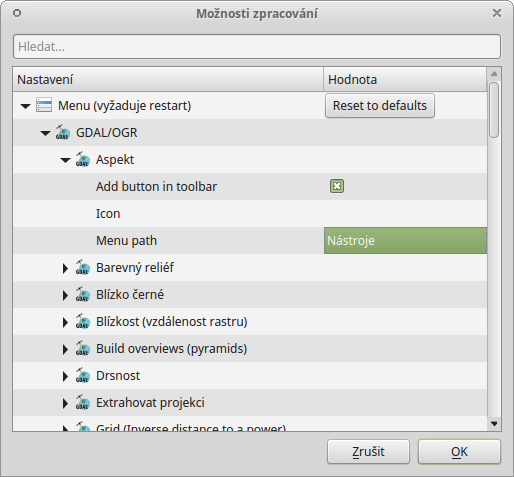 Možnosti zpracování
Hledat...
Nastavení Hodnota
Menu (vyžaduje restart) Reset to defaults
GDAL/OGR
Aspekt
Add button in toolbar
Icon
Menu path Nástroje
Barevný reliéf
Blízko černé
Blízkost (vzdálenost rastru)
Build overviews (pyramids)
Drsnost
Extrahovat projekci
Grid (Inverse distance to a power)
Zrušit OK